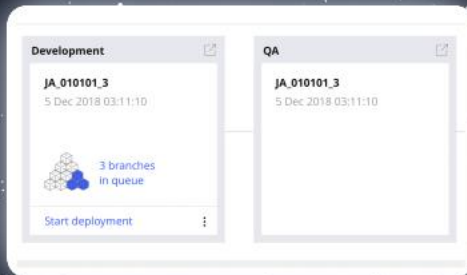 Development
JA_010101_3
5 Dec 2018 03:11:10
3 branches
in queue
Start deployment
QA
JA_010101_3
5 Dec 2018 03:11:10